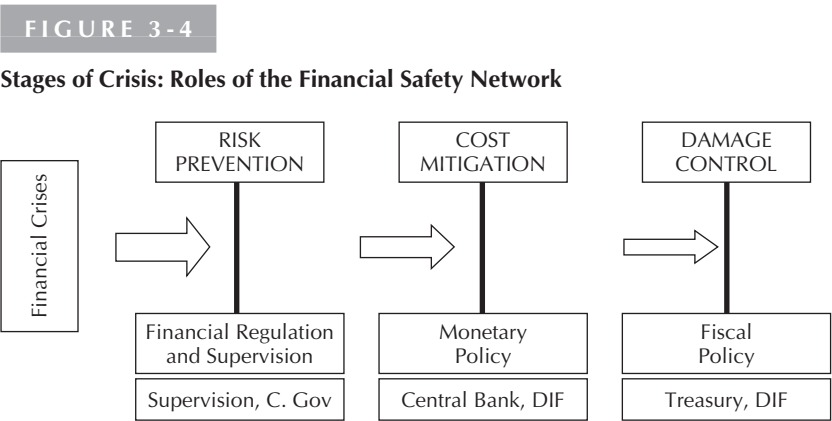 FIGURE 3-4
Stages of Crisis: Roles of the Financial Safety Network
Financial Crises
RISK
PREVENTION
COST
MITIGATION
DAMAGE
CONTROL
Financial Regulation
and Supervision
Monetary
Policy
Fiscal
Policy
Supervision, C. Gov
Central Bank, DIF
Treasury, DIF